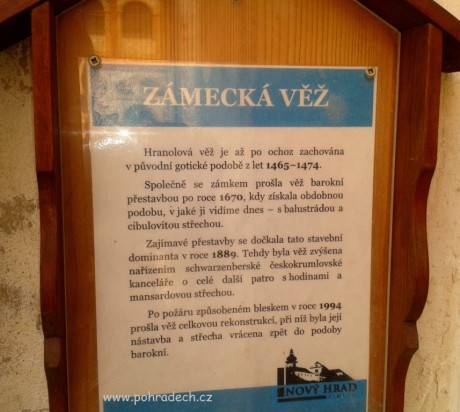 ZÁMECKÁ VĚŽ
Hranolová věž je až po ochoz zachována
v původní gotické podobě z let 1465–1474.
Společně se zámkem prošla věž barokní
přestavbou po roce 1670, kdy získala obdobnou
podobu, v jaké ji vidíme dnes – s balustrádou a
cibulovitou střechou.
Zajímavé přestavby se dočkala tato stavební
dominanta v roce 1889. Tehdy byla věž zvýšena
nařízením schwarzenberské českokrumlovské
kanceláře o celé další patro s hodinami a
mansardovou střechou.
Po požáru způsobeném bleskem v roce 1994
prošla věž celkovou rekonstrukcí, při níž byla její
nástavba a střecha vrácena zpět do podoby
barokní.
NOVÝ HRAD
www.pohradech.cz